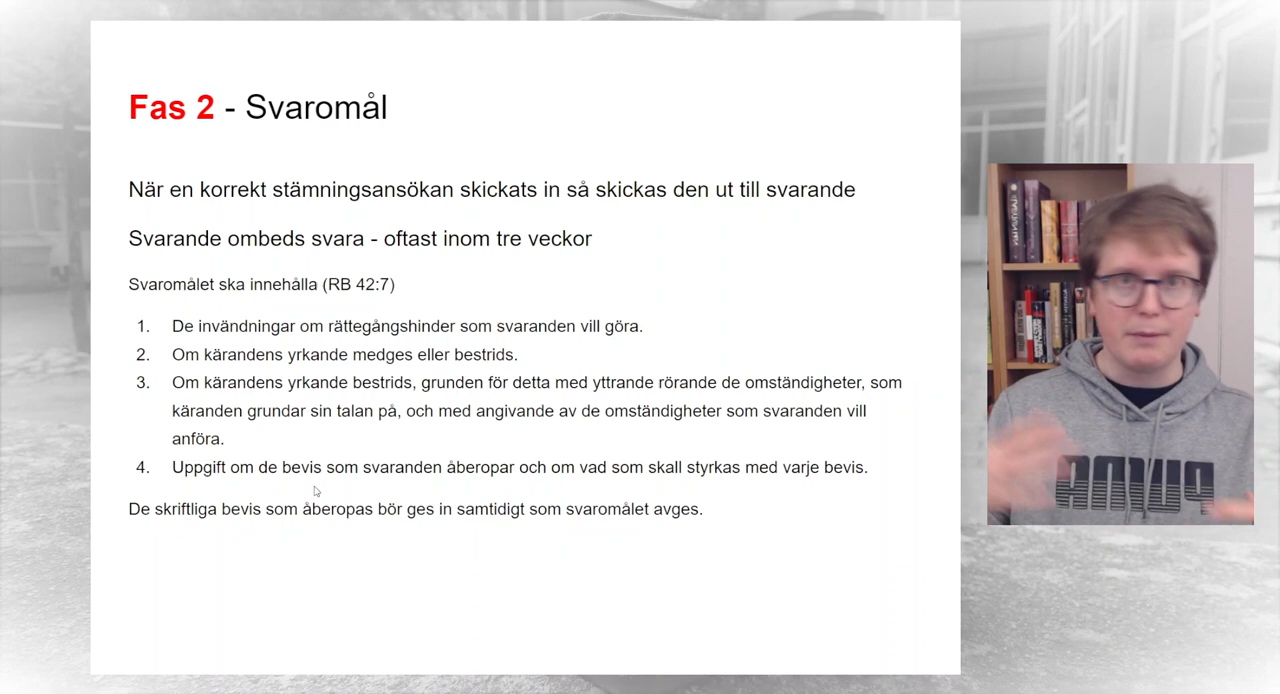 Fas 2 - Svaromål
När en korrekt stämningsansökan skickats in så skickas den ut till svarande
Svarande ombeds svara - oftast inom tre veckor
Svaromålet ska innehålla (RB 42:7)
1. De invändningar om rättegångshinder som svaranden vill göra.
2. Om kärandens yrkande medges eller bestrids.
3. Om kärandens yrkande bestrids, grunden för detta med yttrande rörande de omständigheter, som
käranden grundar sin talan på, och med angivande av de omständigheter som svaranden vill
anföra.
4. Uppgift om de bevis som svaranden åberopar och om vad som skall styrkas med varje bevis.
De skriftliga bevis som åberopas bör ges in samtidigt som svaromålet avges.